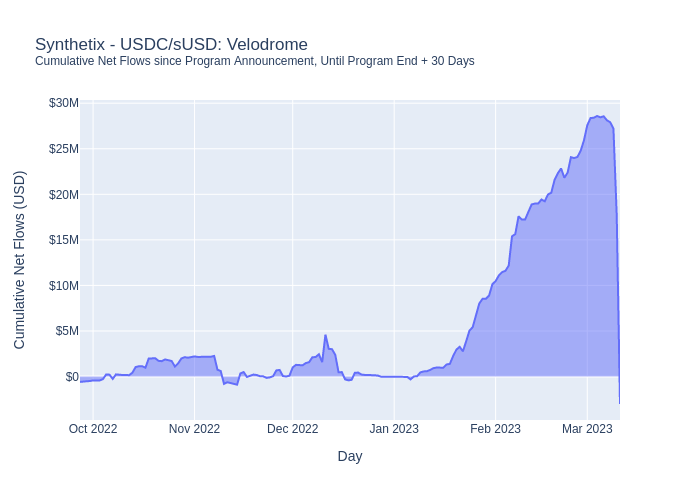 Synthetix - USDC/sUSD: Velodrome
Cumulative Net Flows since Program Announcement, Until Program End + 30 Days
$30M
$25M
$20M
$15M
$10M
$5M
$0
Cumulative Net Flows (USD)
Oct 2022 Nov 2022 Dec 2022 Jan 2023 Feb 2023 Mar 2023
Day